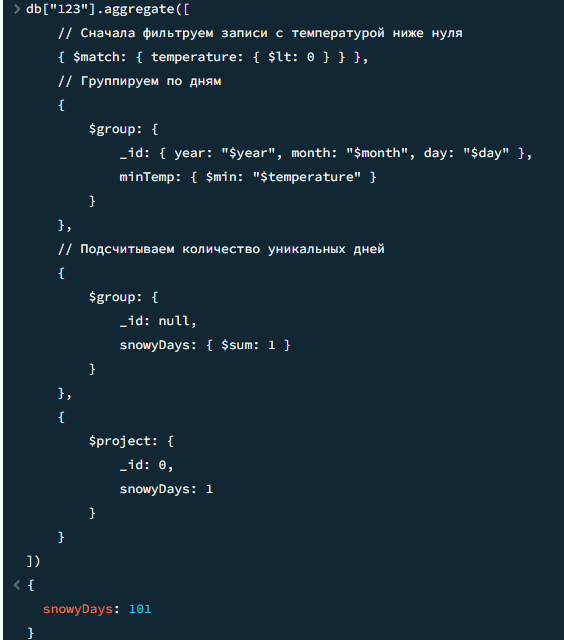 > db["123"].aggregate([
// Сначала фильтруем записи с температурой ниже нуля
{ $match: { temperature: { $lt: 0 } } },
// Группируем по дням
{
$group: {
_id: { year: "$year", month: "$month", day: "$day" },
minTemp: { $min: "$temperature" }
}
},
// Подсчитываем количество уникальных дней
{
$group: {
_id: null,
snowyDays: { $sum: 1 }
}
},
{
$project: {
_id: 0,
snowyDays: 1
}
}
])
< {
snowyDays: 101
}